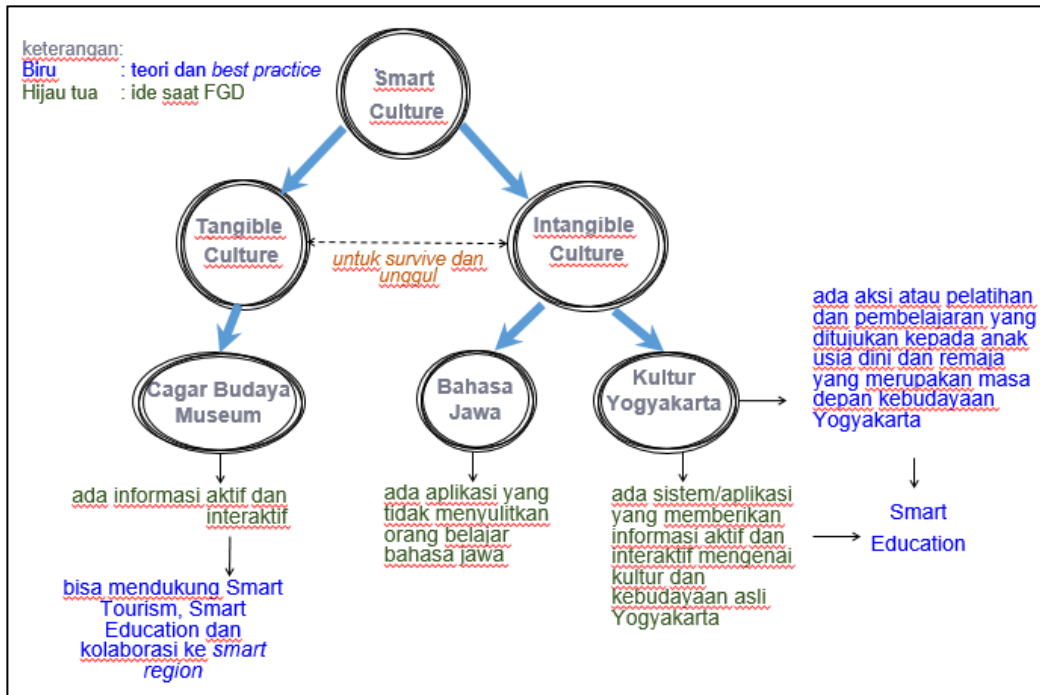 keterangan:
Biru : teori dan best practice
Hijau tua : ide saat FGD
Smart
Culture
Tangible
Culture
untuk survive dan
unggul
Intangible
Culture
Cagar Budaya
Museum
Bahasa
Jawa
Kultur
Yogyakarta
ada aksi atau pelatihan
dan pembelajaran yang
ditujukan kepada anak
usia dini dan remaja
yang merupakan masa
depan kebudayaan
Yogyakarta
ada informasi aktif dan
interaktif
ada aplikasi yang
tidak menyulitkan
orang belajar
bahasa jawa
ada sistem/aplikasi
yang memberikan
informasi aktif dan
interaktif mengenai
kultur dan
kebudayaan asli
Yogyakarta
Smart
Education
bisa mendukung Smart
Tourism, Smart
Education dan
kolaborasi ke smart
region